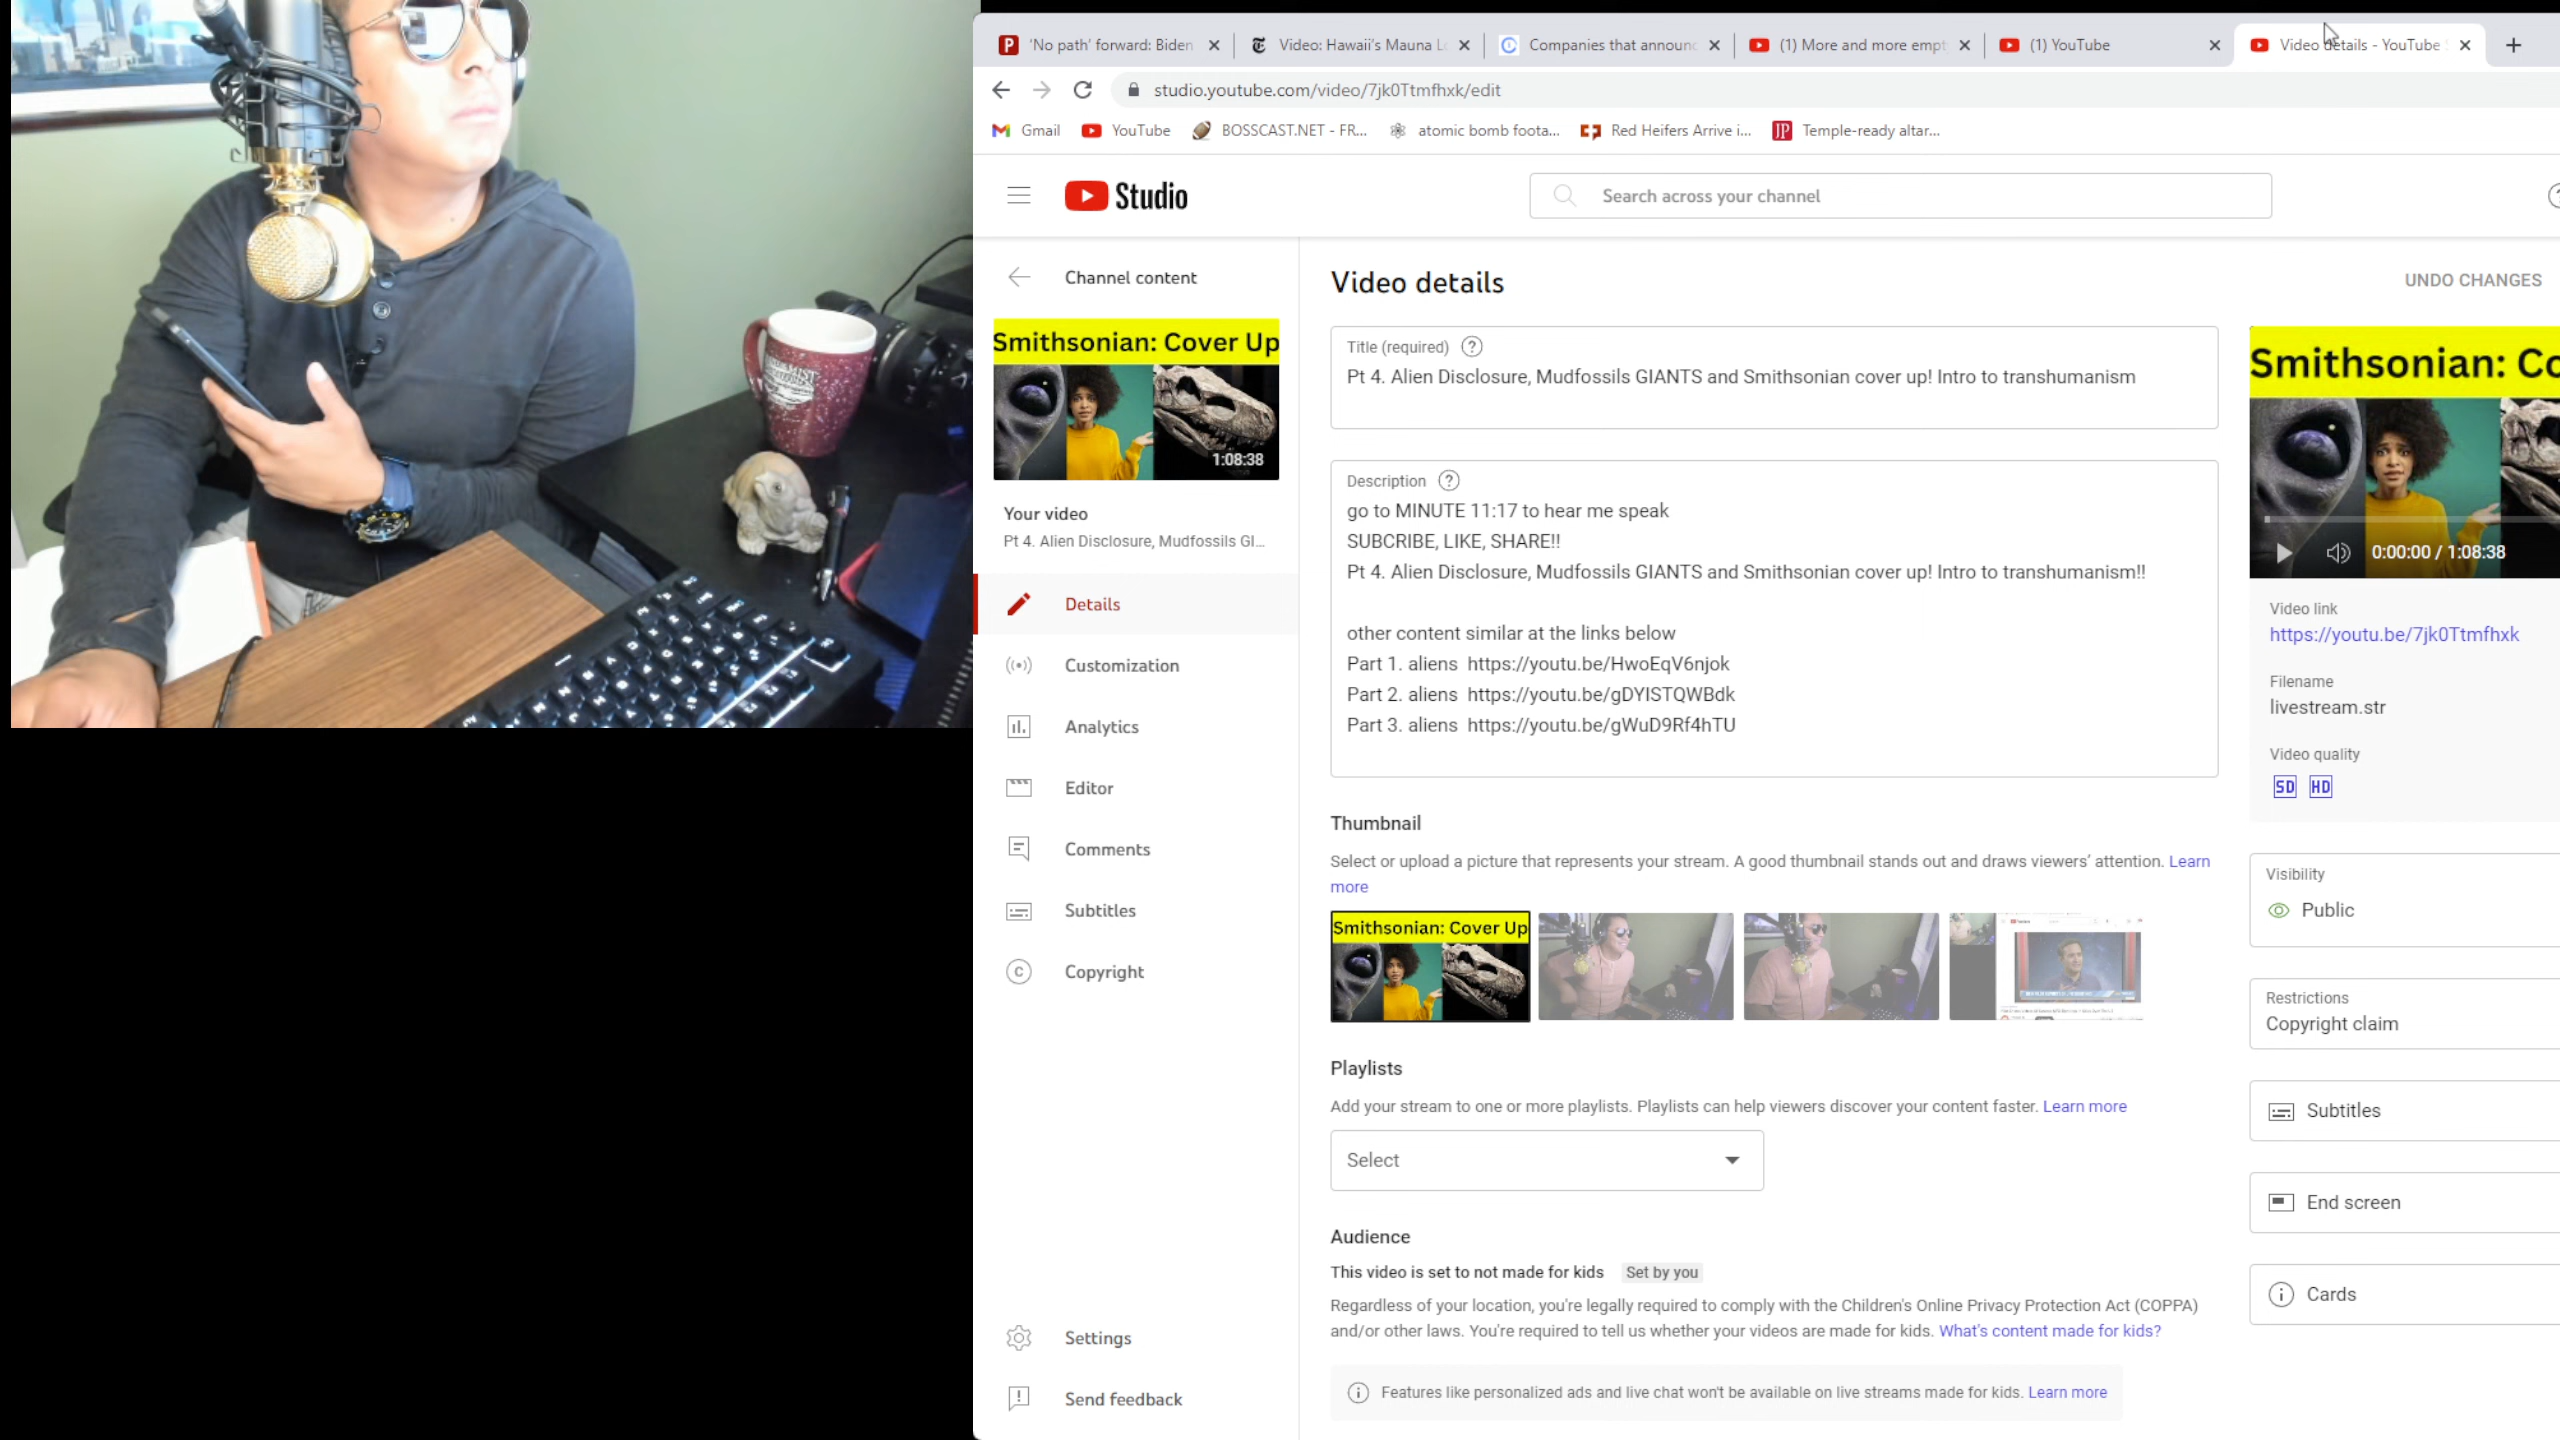 'No path' forward: Biden
Video: Hawaii's Mauna L
Companies that announc
(1) More and more empt
(1) YouTube
Video details - YouTube
studio.youtube.com/video/7jk0Ttmfhxk/edit
Gmail
YouTube
BOSSCAST.NET - FR...
atomic bomb foota...
Red Heifers Arrive i...
Temple-ready altar...
Studio
Search across your channel
Channel content
Smithsonian: Cover Up
1:08:38
Your video
Pt 4. Alien Disclosure, Mudfossils GI...
Details
Customization
Analytics
Editor
Comments
Subtitles
Copyright
Settings
Send feedback
Video details
UNDO CHANGES
Title (required)
Pt 4. Alien Disclosure, Mudfossils GIANTS and Smithsonian cover up! Intro to transhumanism
Description
go to MINUTE 11:17 to hear me speak
SUBCRIBE, LIKE, SHARE!!
Pt 4. Alien Disclosure, Mudfossils GIANTS and Smithsonian cover up! Intro to transhumanism!!
other content similar at the links below
Part 1. aliens https://youtu.be/HwoEqV6njok
Part 2. aliens https://youtu.be/gDYISTQWBdk
Part 3. aliens https://youtu.be/gWuD9Rf4hTU
Thumbnail
Select or upload a picture that represents your stream. A good thumbnail stands out and draws viewers' attention. Learn
more
Smithsonian: Cover Up
Playlists
Add your stream to one or more playlists. Playlists can help viewers discover your content faster. Learn more
Select
Audience
This video is set to not made for kids Set by you
Regardless of your location, you're legally required to comply with the Children's Online Privacy Protection Act (COPPA)
and/or other laws. You're required to tell us whether your videos are made for kids. What's content made for kids?
Features like personalized ads and live chat won't be available on live streams made for kids. Learn more
Smithsonian: Co
0:00:00 / 1:08:38
Video link
https://youtu.be/7jk0Ttmfhxk
Filename
livestream.str
Video quality
SD HD
Visibility
Public
Restrictions
Copyright claim
Subtitles
End screen
Cards